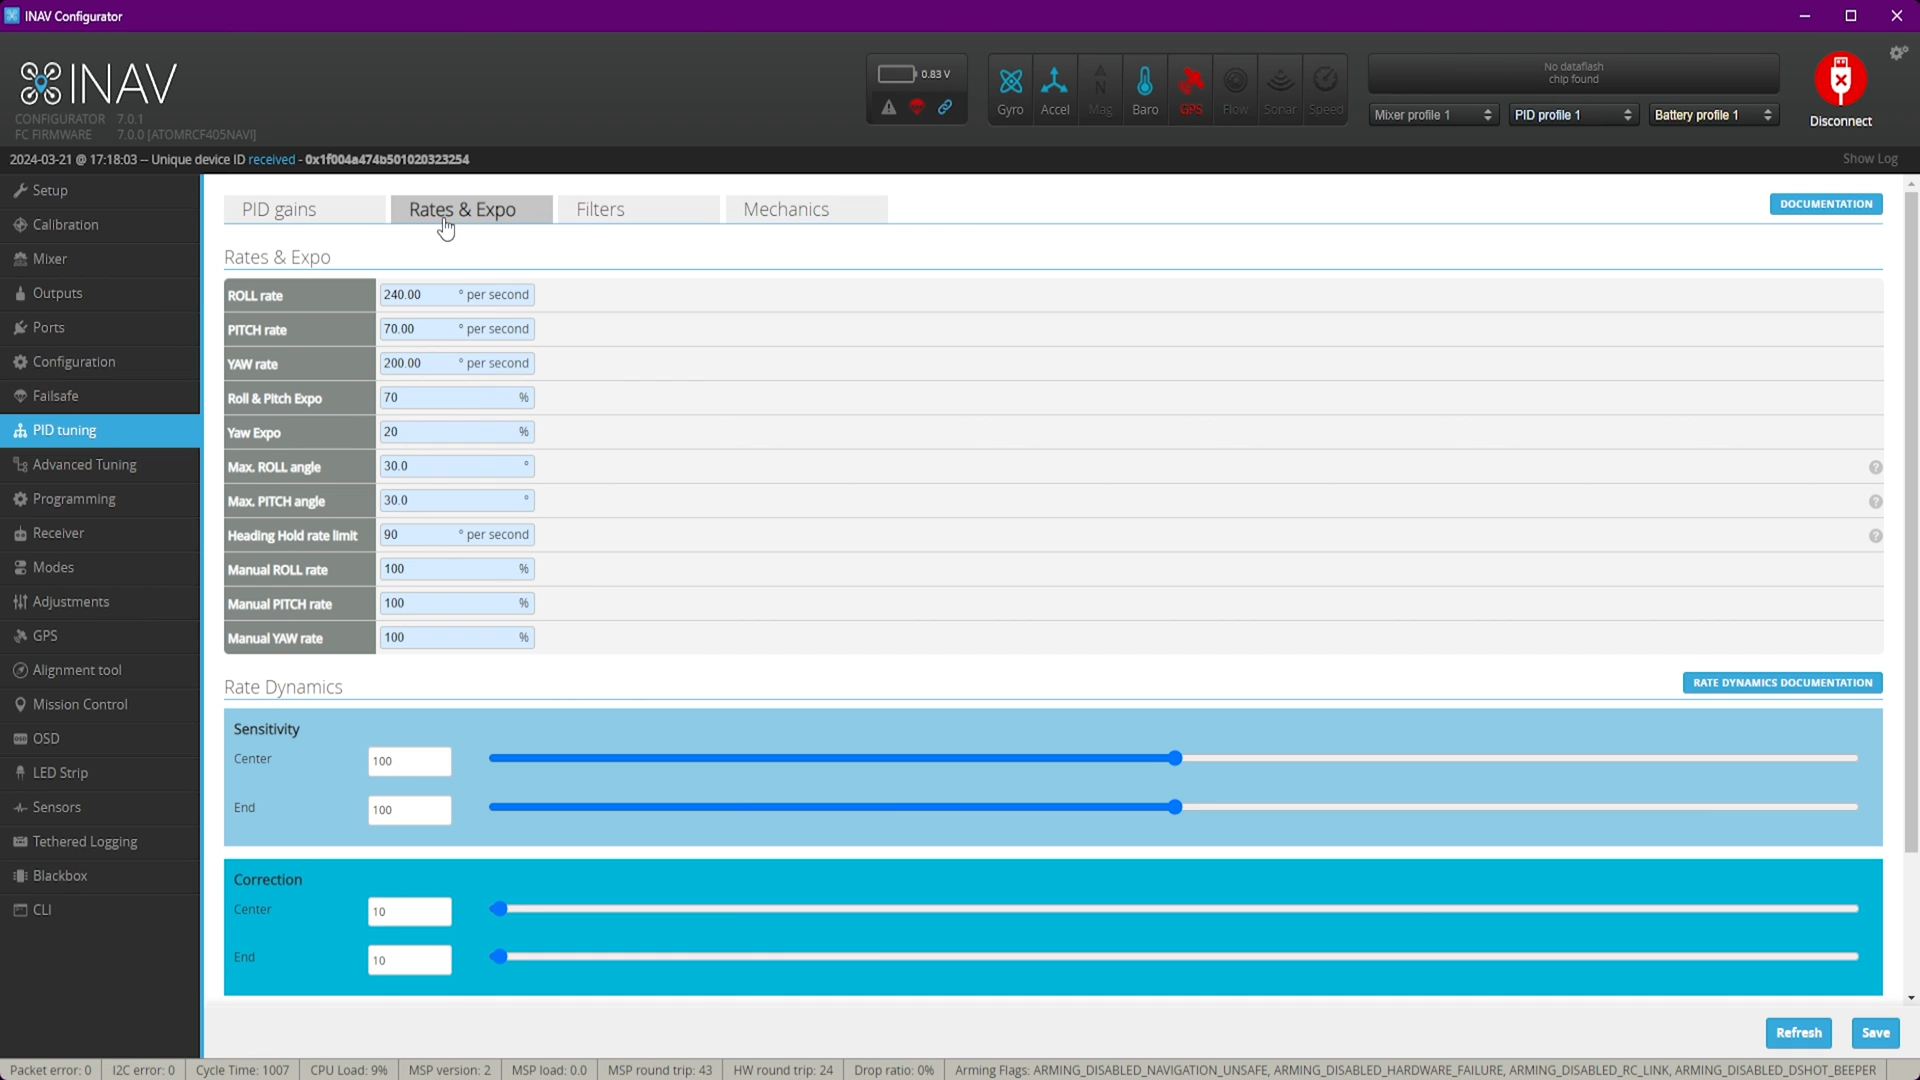 INAV Configurator
INAV
CONFIGURATOR 7.0.1
FC FIRMWARE 7.0.0 [ATOMRCF405NAVI]
0.83 V
Gyro Accel Mag Baro GPS Flow Sonar Speed
No dataflash
chip found
Mixer profile 1 PID profile 1 Battery profile 1
Disconnect
2024-03-21 @ 17:18:03 -- Unique device ID received - 0x1f004a474b501020323254
Show Log
Setup
Calibration
Mixer
Outputs
Ports
Configuration
Failsafe
PID tuning
Advanced Tuning
Programming
Receiver
Modes
Adjustments
GPS
Alignment tool
Mission Control
OSD
LED Strip
Sensors
Tethered Logging
Blackbox
CLI
PID gains Rates & Expo Filters Mechanics
DOCUMENTATION
Rates & Expo
ROLL rate 240.00 ° per second
PITCH rate 70.00 ° per second
YAW rate 200.00 ° per second
Roll & Pitch Expo 70 %
Yaw Expo 20 %
Max. ROLL angle 30.0 ° ?
Max. PITCH angle 30.0 ° ?
Heading Hold rate limit 90 ° per second ?
Manual ROLL rate 100 %
Manual PITCH rate 100 %
Manual YAW rate 100 %
Rate Dynamics
RATE DYNAMICS DOCUMENTATION
Sensitivity
Center 100
End 100
Correction
Center 10
End 10
Refresh Save
Packet error: 0 I2C error: 0 Cycle Time: 1007 CPU Load: 9% MSP version: 2 MSP load: 0.0 MSP round trip: 43 HW round trip: 24 Drop ratio: 0% Arming Flags: ARMING_DISABLED_NAVIGATION_UNSAFE, ARMING_DISABLED_HARDWARE_FAILURE, ARMING_DISABLED_RC_LINK, ARMING_DISABLED_DSHOT_BEEPER